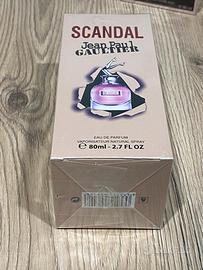 SCANDAL
Jean Paul
GAULTIER
EAU DE PARFUM
VAPORISATEUR NATURAL SPRAY
℮ 80ml - 2.7 FL OZ